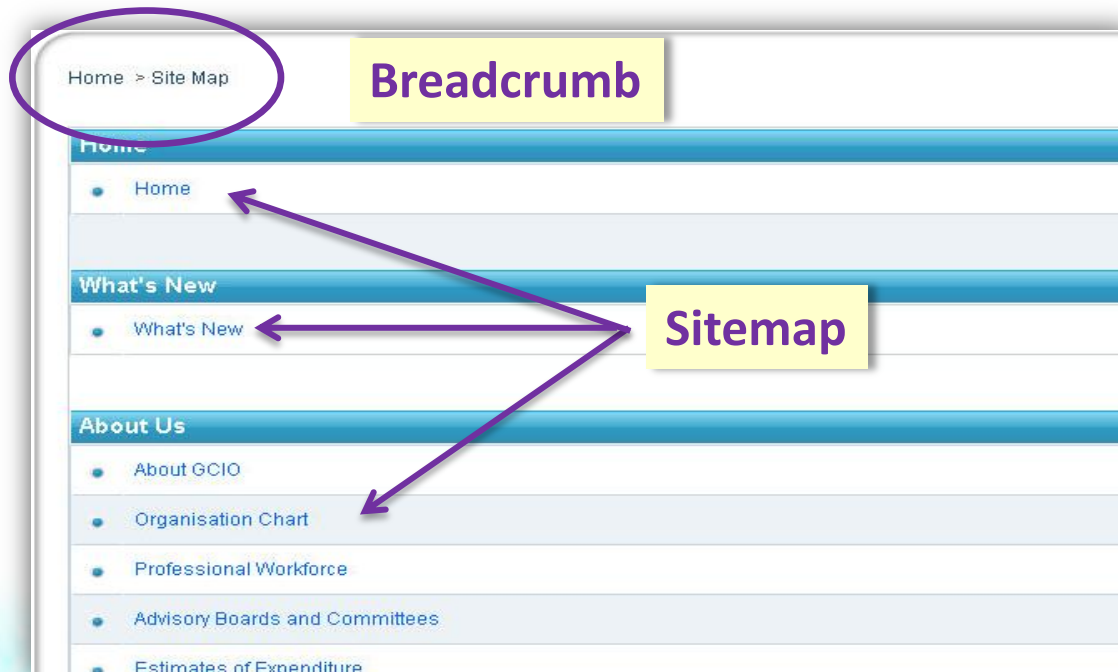 Home > Site Map
Breadcrumb
Home
Home
What's New
What's New
Sitemap
About Us
About GCIO
Organisation Chart
Professional Workforce
Advisory Boards and Committees
Estimates of Expenditure